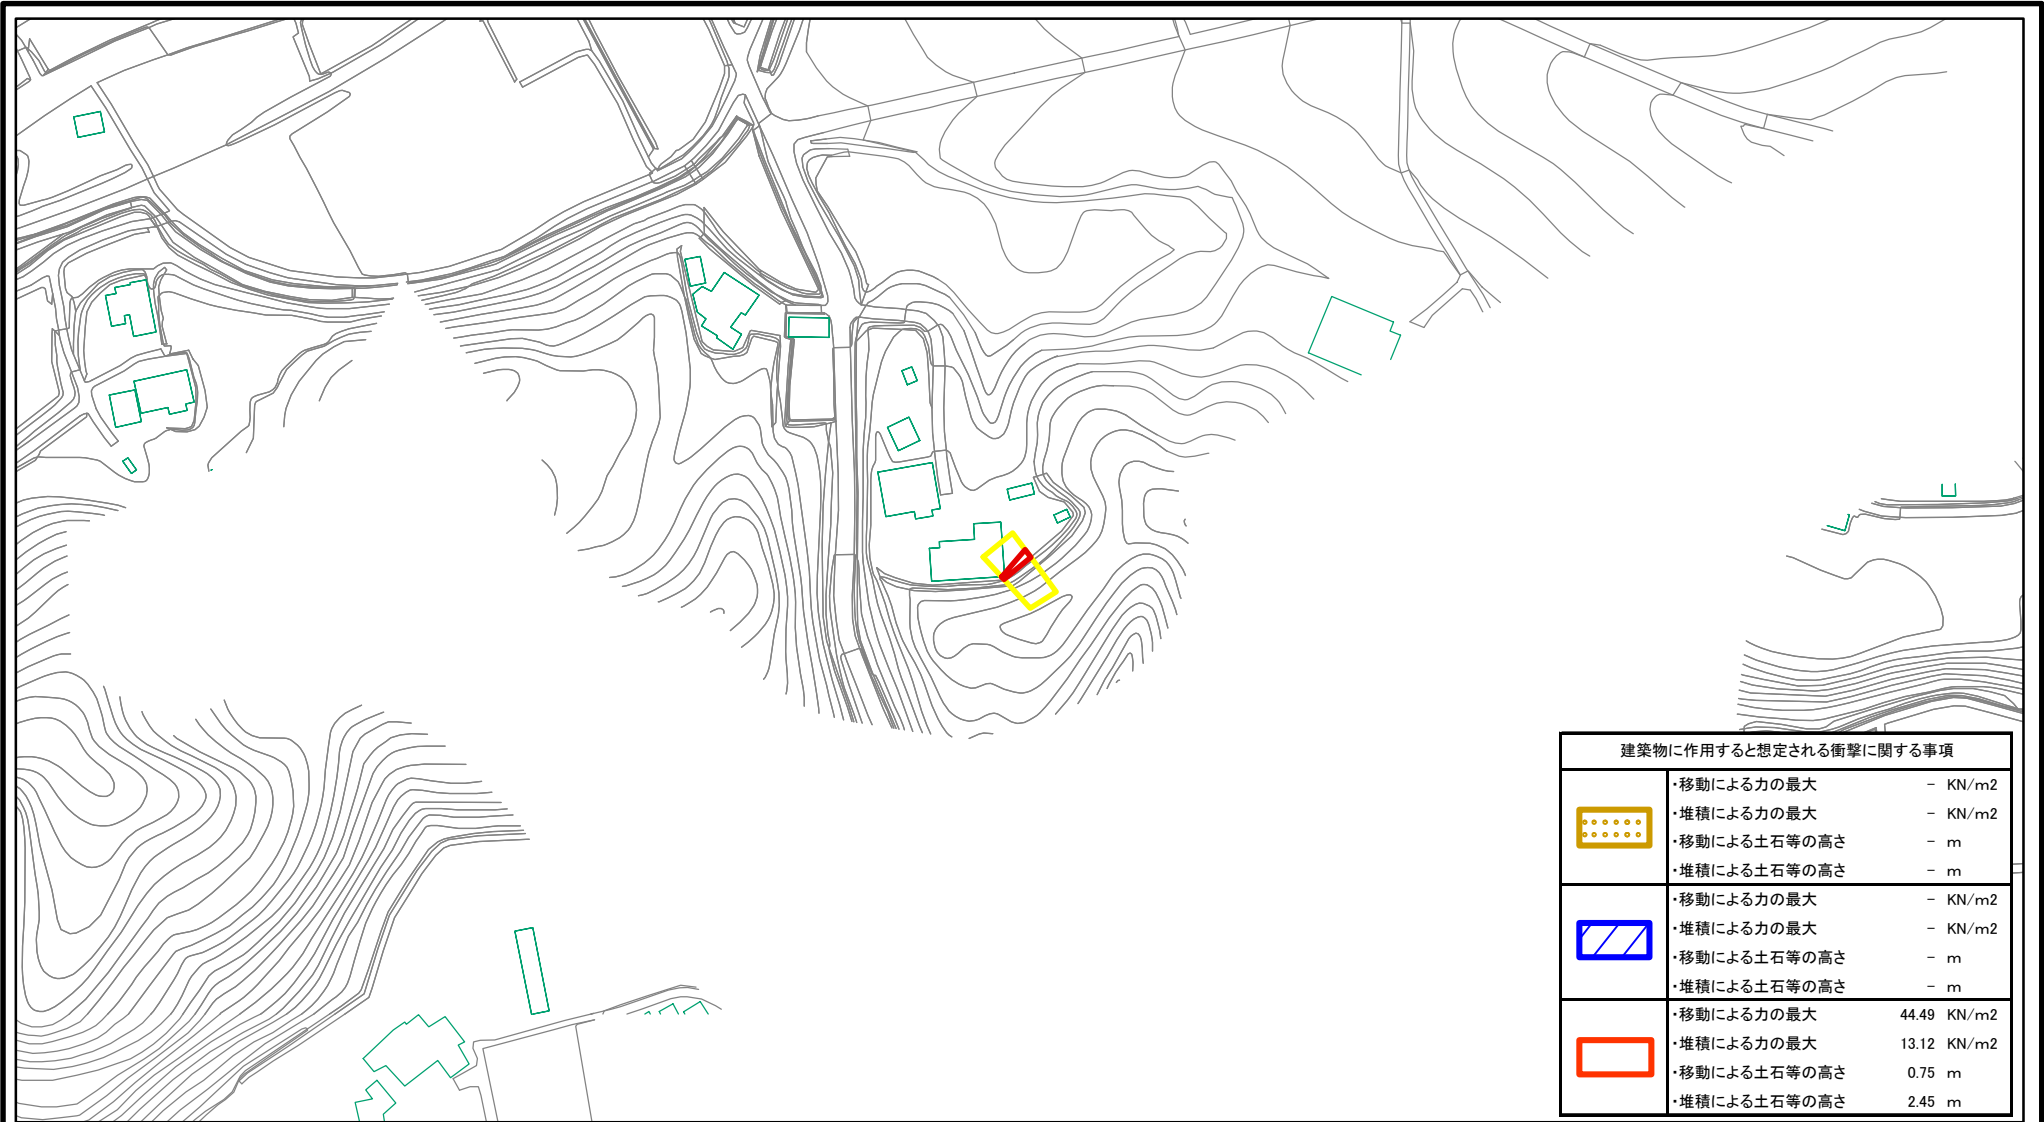 建築物に作用すると想定される衝撃に関する事項
・移動による力の最大 - KN/m2
・堆積による力の最大 - KN/m2
・移動による土石等の高さ - m
・堆積による土石等の高さ - m
・移動による力の最大 - KN/m2
・堆積による力の最大 - KN/m2
・移動による土石等の高さ - m
・堆積による土石等の高さ - m
・移動による力の最大 44.49 KN/m2
・堆積による力の最大 13.12 KN/m2
・移動による土石等の高さ 0.75 m
・堆積による土石等の高さ 2.45 m